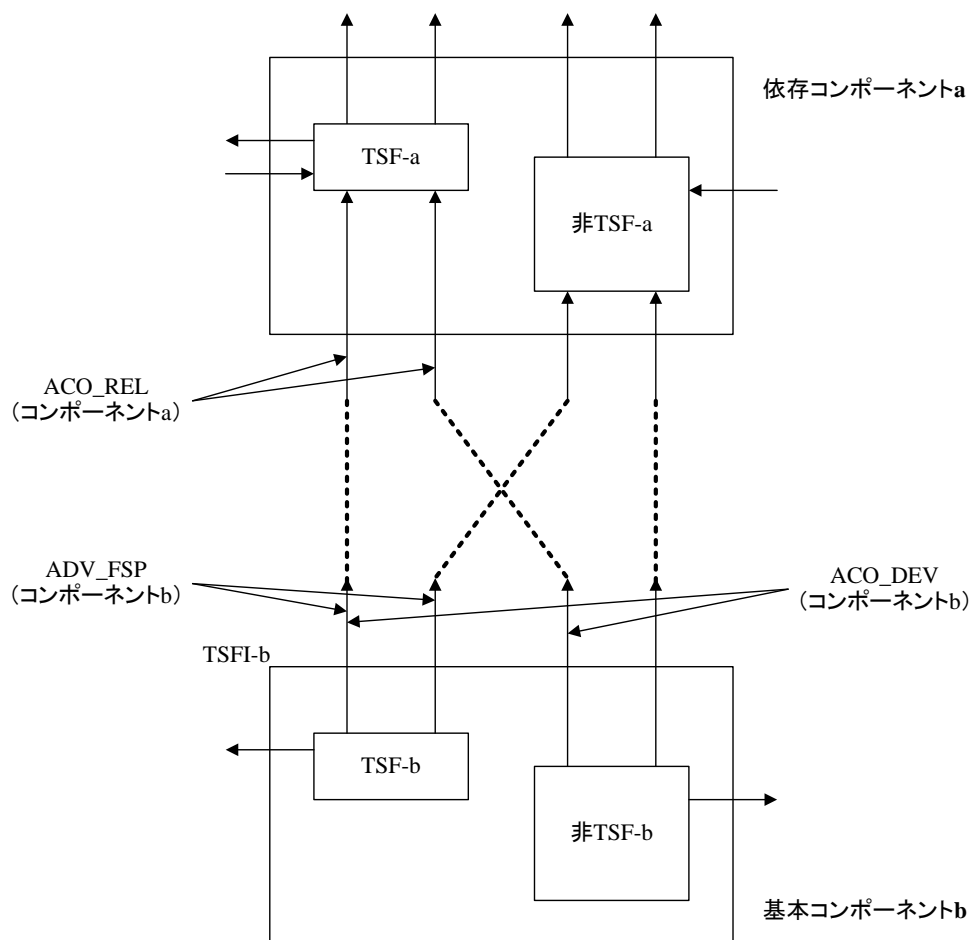 依存コンポーネントa
TSF-a
非TSF-a
ACO_REL
(コンポーネントa)
ADV_FSP
(コンポーネントb)
ACO_DEV
(コンポーネントb)
TSFI-b
TSF-b
非TSF-b
基本コンポーネントb